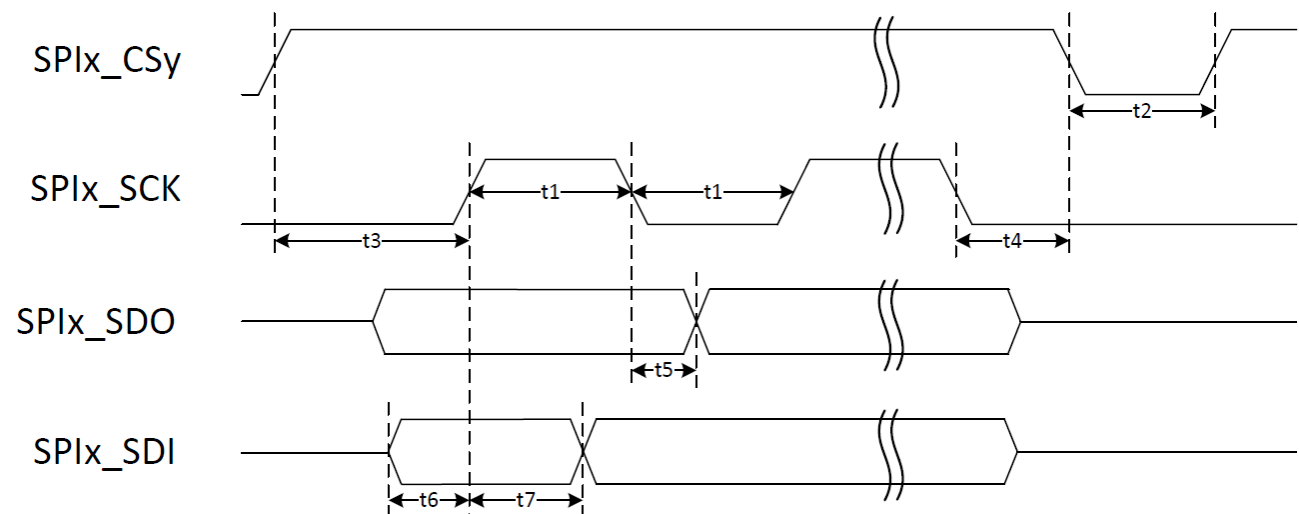 SPIx_CSy
t2
SPIx_SCK
t1 t1
t3 t4
SPIx_SDO
t5
SPIx_SDI
t6 t7